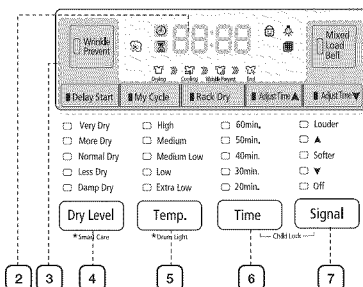 Wrinkle Prevent
88:88
Mixed Load Bell
Drying Cooling Wrinkle Prevent End
Delay Start My Cycle Rack Dry Adjust Time ▲ Adjust Time ▼
Very Dry High 60min. Louder
More Dry Medium 50min. ▲
Normal Dry Medium Low 40min. Softer
Less Dry Low 30min. ▼
Damp Dry Extra Low 20min. Off
Dry Level Temp. Time Signal
*Smart Care *Drum Light Child Lock
2 3 4 5 6 7